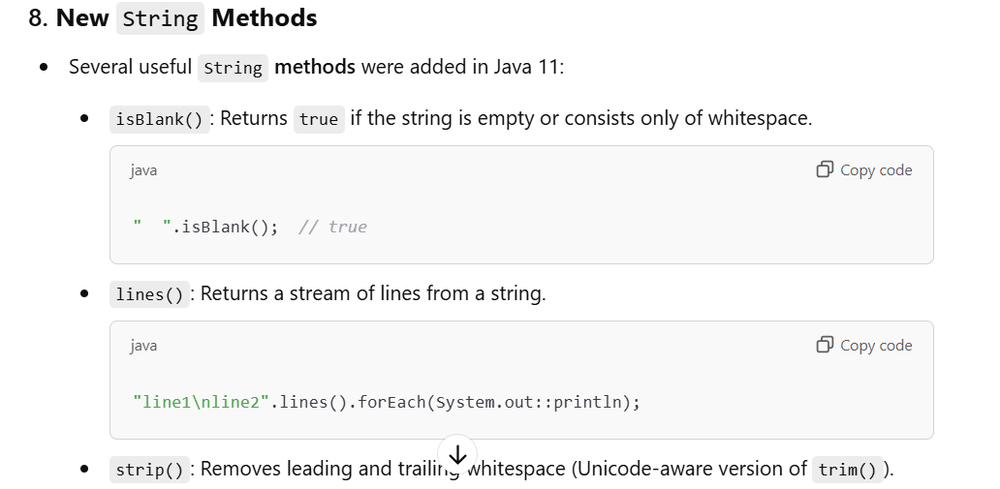 8. New String Methods
• Several useful String methods were added in Java 11:
• isBlank(): Returns true if the string is empty or consists only of whitespace.
java Copy code
"  ".isBlank();  // true
• lines(): Returns a stream of lines from a string.
java Copy code
"line1\nline2".lines().forEach(System.out::println);
• strip(): Removes leading and trailing whitespace (Unicode-aware version of trim()).